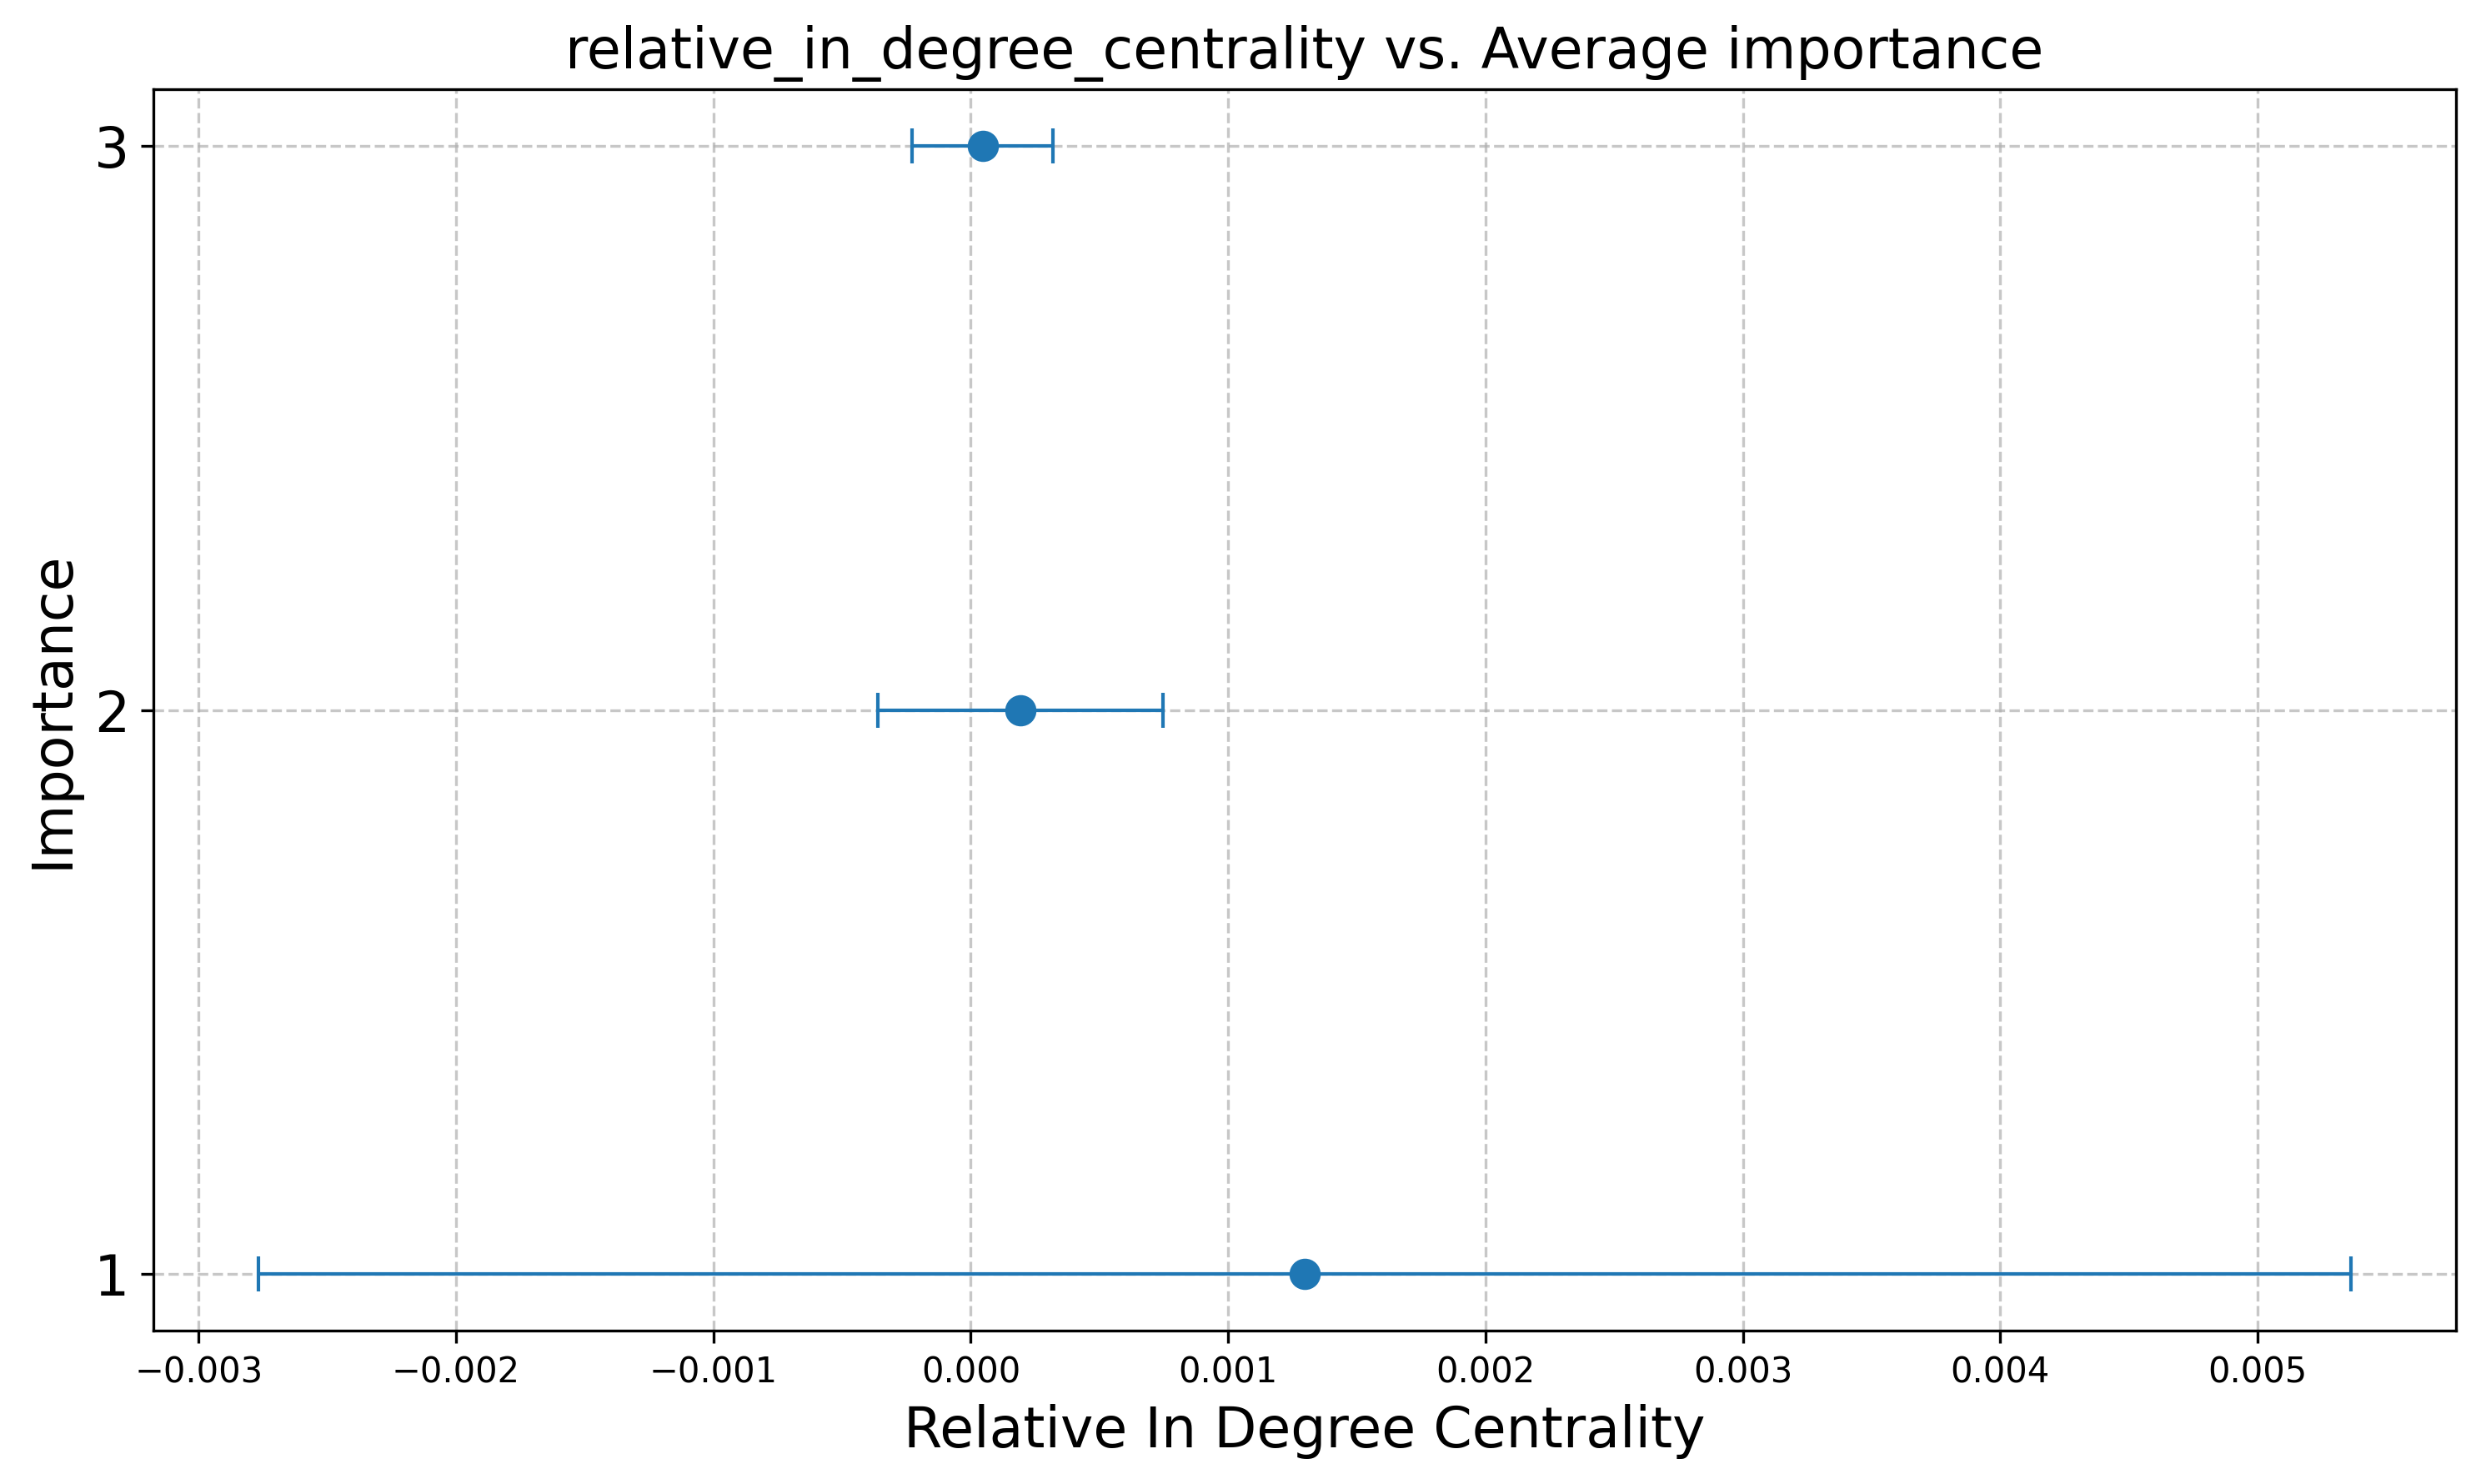 relative_in_degree_centrality vs. Average importance
3
2
1
Importance
−0.003 −0.002 −0.001 0.000 0.001 0.002 0.003 0.004 0.005
Relative In Degree Centrality